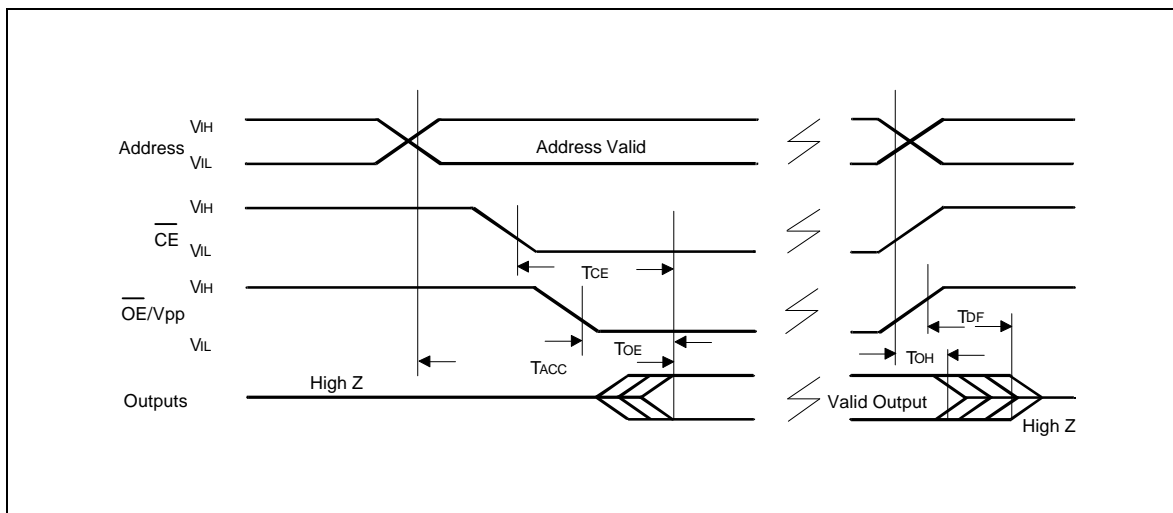 VIH
Address
Address Valid
VIL
VIH
CE
VIL
TCE
VIH
OE/Vpp
TDF
VIL
TOE
TOH
TACC
High Z
Outputs
Valid Output
High Z